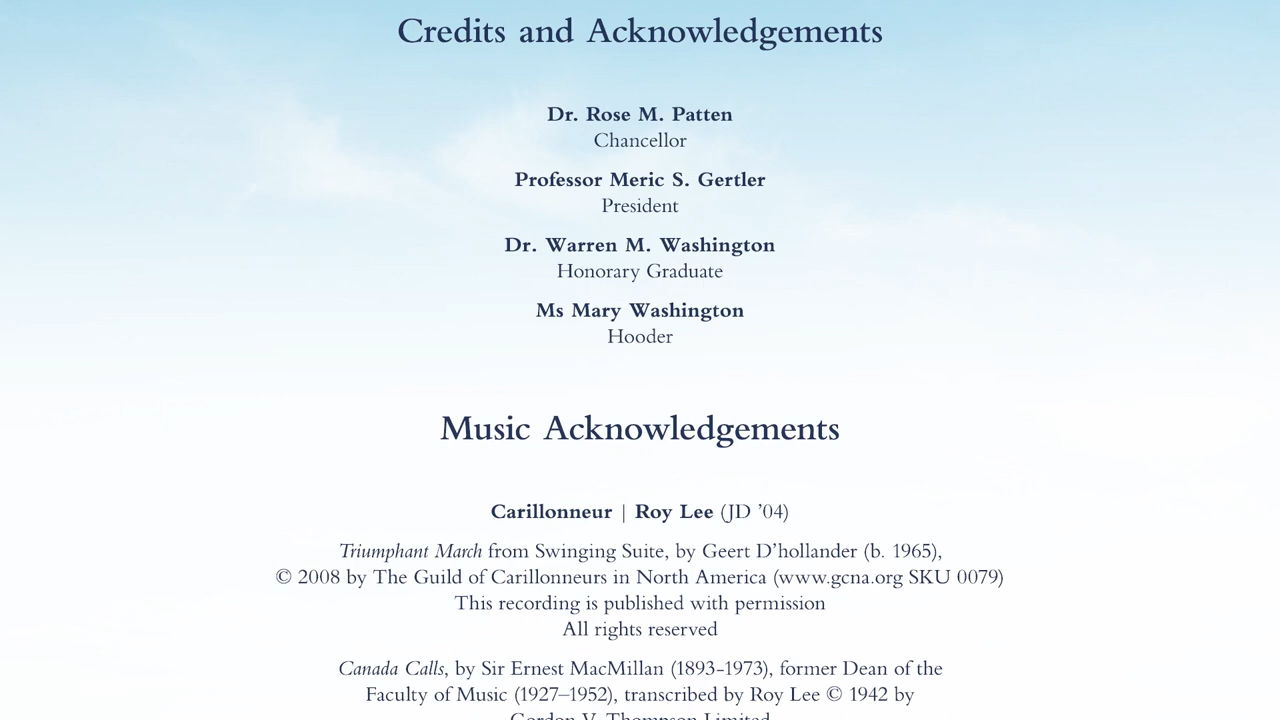 Credits and Acknowledgements
Dr. Rose M. Patten
Chancellor
Professor Meric S. Gertler
President
Dr. Warren M. Washington
Honorary Graduate
Ms Mary Washington
Hooder
Music Acknowledgements
Carillonneur | Roy Lee (JD ’04)
Triumphant March from Swinging Suite, by Geert D’hollander (b. 1965),
© 2008 by The Guild of Carillonneurs in North America (www.gcna.org SKU 0079)
This recording is published with permission
All rights reserved
Canada Calls, by Sir Ernest MacMillan (1893-1973), former Dean of the
Faculty of Music (1927–1952), transcribed by Roy Lee © 1942 by
Gordon V. Thompson Limited